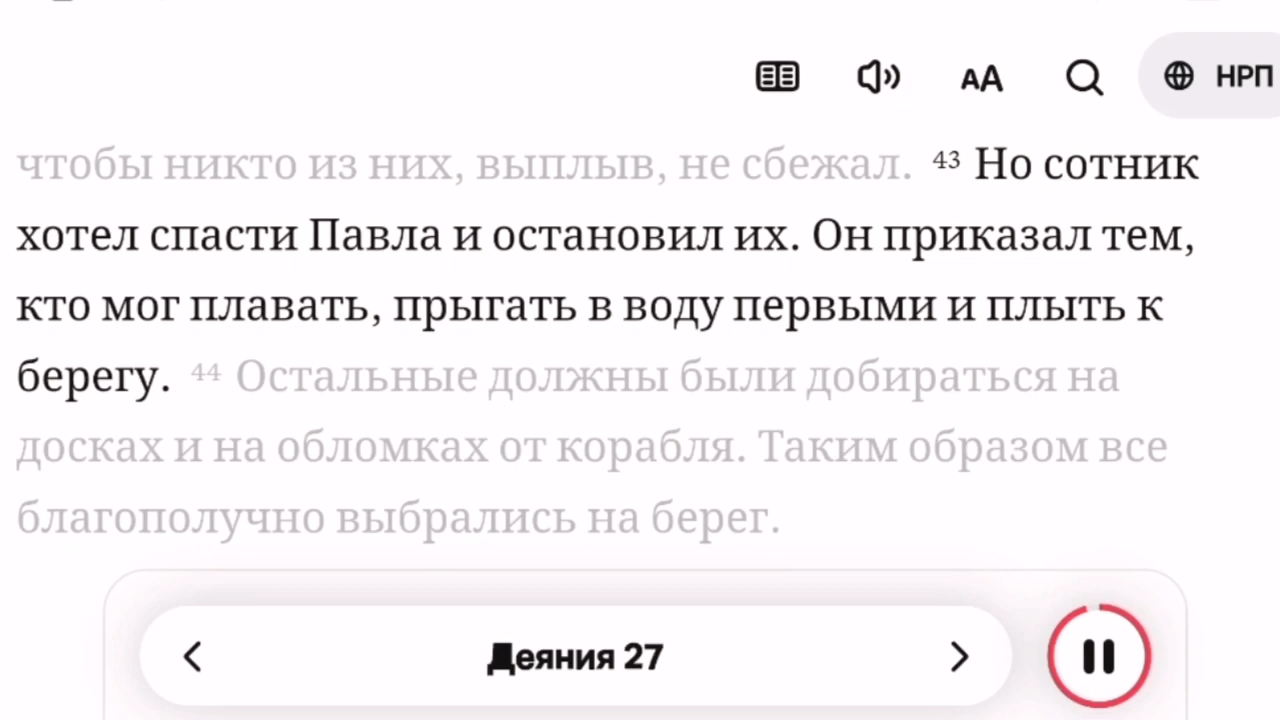 AA
НРП
чтобы никто из них, выплыв, не сбежал. 43 Но сотник
хотел спасти Павла и остановил их. Он приказал тем,
кто мог плавать, прыгать в воду первыми и плыть к
берегу. 44 Остальные должны были добираться на
досках и на обломках от корабля. Таким образом все
благополучно выбрались на берег.
Деяния 27